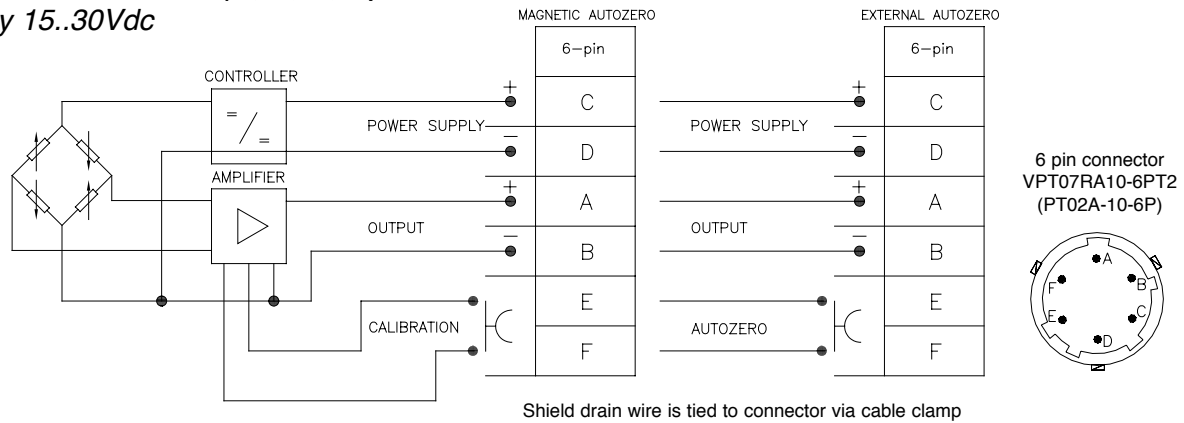 y 15..30Vdc
MAGNETIC AUTOZERO
EXTERNAL AUTOZERO
6-pin
6-pin
CONTROLLER
= / =
+
C
+
C
POWER SUPPLY
POWER SUPPLY
−
D
−
D
AMPLIFIER
+
A
+
A
OUTPUT
OUTPUT
−
B
−
B
E
E
CALIBRATION
AUTOZERO
F
F
6 pin connector
VPT07RA10-6PT2
(PT02A-10-6P)
A
F
B
E
C
D
Shield drain wire is tied to connector via cable clamp